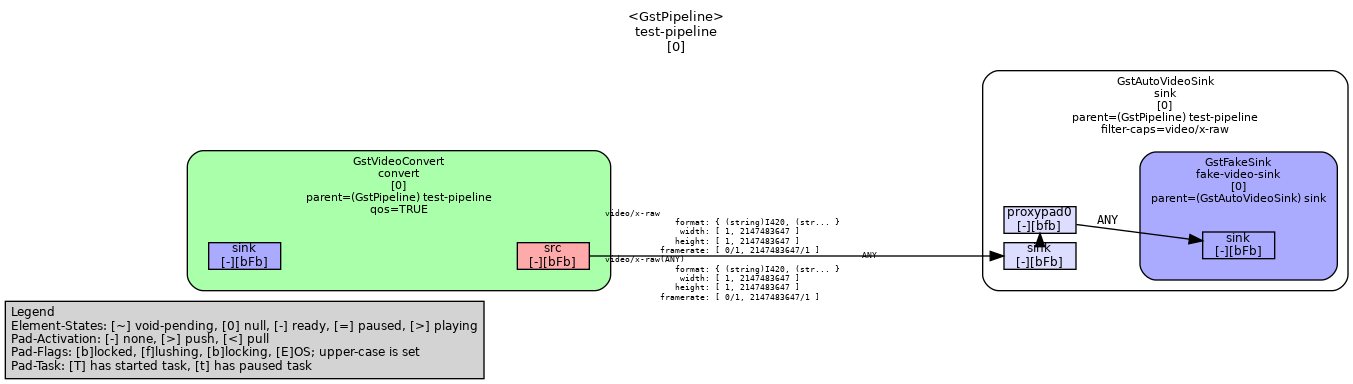 <GstPipeline>
test-pipeline
[0]
GstAutoVideoSink
sink
[0]
parent=(GstPipeline) test-pipeline
filter-caps=video/x-raw
GstFakeSink
fake-video-sink
[0]
parent=(GstAutoVideoSink) sink
proxypad0
[-][bfb]
sink
[-][bFb]
ANY
sink
[-][bFb]
GstVideoConvert
convert
[0]
parent=(GstPipeline) test-pipeline
qos=TRUE
sink
[-][bFb]
src
[-][bFb]
video/x-raw
format: { (string)I420, (str... }
width: [ 1, 2147483647 ]
height: [ 1, 2147483647 ]
framerate: [ 0/1, 2147483647/1 ]
video/x-raw(ANY)
format: { (string)I420, (str... }
width: [ 1, 2147483647 ]
height: [ 1, 2147483647 ]
framerate: [ 0/1, 2147483647/1 ]
ANY
Legend
Element-States: [~] void-pending, [0] null, [-] ready, [=] paused, [>] playing
Pad-Activation: [-] none, [>] push, [<] pull
Pad-Flags: [b]locked, [f]lushing, [b]locking, [E]OS; upper-case is set
Pad-Task: [T] has started task, [t] has paused task